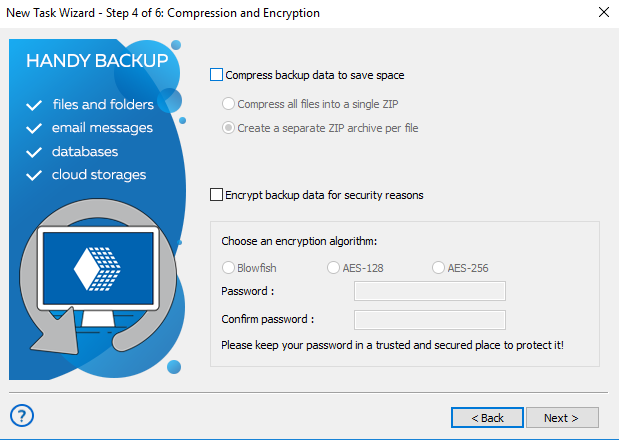 New Task Wizard - Step 4 of 6: Compression and Encryption
HANDY BACKUP
files and folders
email messages
databases
cloud storages
Compress backup data to save space
Compress all files into a single ZIP
Create a separate ZIP archive per file
Encrypt backup data for security reasons
Choose an encryption algorithm:
Blowfish AES-128 AES-256
Password :
Confirm password :
Please keep your password in a trusted and secured place to protect it!
? < Back Next >